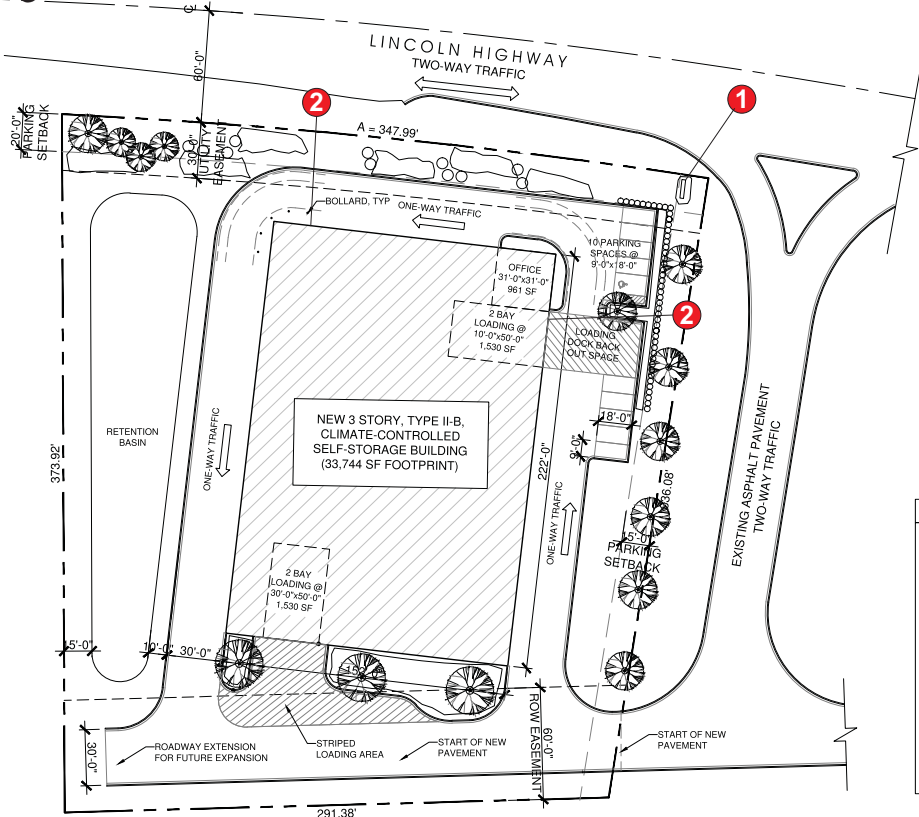 LINCOLN HIGHWAY
TWO-WAY TRAFFIC
60'-0"
1
2
20'-0"
PARKING
SETBACK
A = 347.99'
30'-0"
UTILITY
EASEMENT
BOLLARD, TYP
ONE-WAY TRAFFIC
10 PARKING
SPACES @
9'-0"x18'-0"
OFFICE
31'-0"x31'-0"
961 SF
2 BAY
LOADING @
10'-0"x50'-0"
1,530 SF
2
LOADING
DOCK BACK
OUT SPACE
NEW 3 STORY, TYPE II-B,
CLIMATE-CONTROLLED
SELF-STORAGE BUILDING
(33,744 SF FOOTPRINT)
18'-0"
9'-0"
RETENTION
BASIN
ONE-WAY TRAFFIC
373.92'
222'-0"
ONE-WAY TRAFFIC
36.08'
EXISTING ASPHALT PAVEMENT
TWO-WAY TRAFFIC
15'-0"
PARKING
SETBACK
2 BAY
LOADING @
30'-0"x50'-0"
1,530 SF
15'-0"
10'-0"
30'-0"
30'-0"
ROADWAY EXTENSION
FOR FUTURE EXPANSION
STRIPED
LOADING AREA
START OF NEW
PAVEMENT
ROW EASEMENT
60'-0"
START OF NEW
PAVEMENT
291.38'